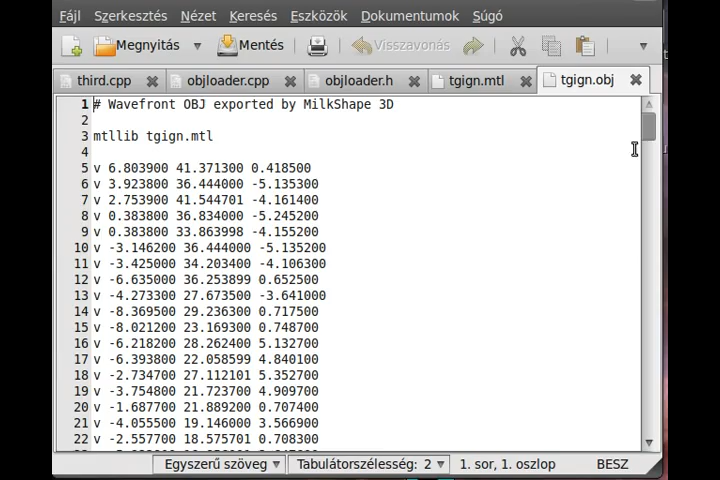 Fájl Szerkesztés Nézet Keresés Eszközök Dokumentumok Súgó
Megnyitás Mentés Visszavonás
third.cpp objloader.cpp objloader.h tgign.mtl tgign.obj
1 # Wavefront OBJ exported by MilkShape 3D
2
3 mtllib tgign.mtl
4
5 v 6.803900 41.371300 0.418500
6 v 3.923800 36.444000 -5.135300
7 v 2.753900 41.544701 -4.161400
8 v 0.383800 36.834000 -5.245200
9 v 0.383800 33.863998 -4.155200
10 v -3.146200 36.444000 -5.135200
11 v -3.425000 34.203400 -4.106300
12 v -6.635000 36.253899 0.652500
13 v -4.273300 27.673500 -3.641000
14 v -8.369500 29.236300 0.717500
15 v -8.021200 23.169300 0.748700
16 v -6.218200 28.262400 5.132700
17 v -6.393800 22.058599 4.840100
18 v -2.734700 27.112101 5.352700
19 v -3.754800 21.723700 4.909700
20 v -1.687700 21.889200 0.707400
21 v -4.055500 19.146000 3.566900
22 v -2.557700 18.575701 0.708300
Egyszerű szöveg Tabulátorszélesség: 2 1. sor, 1. oszlop BESZ